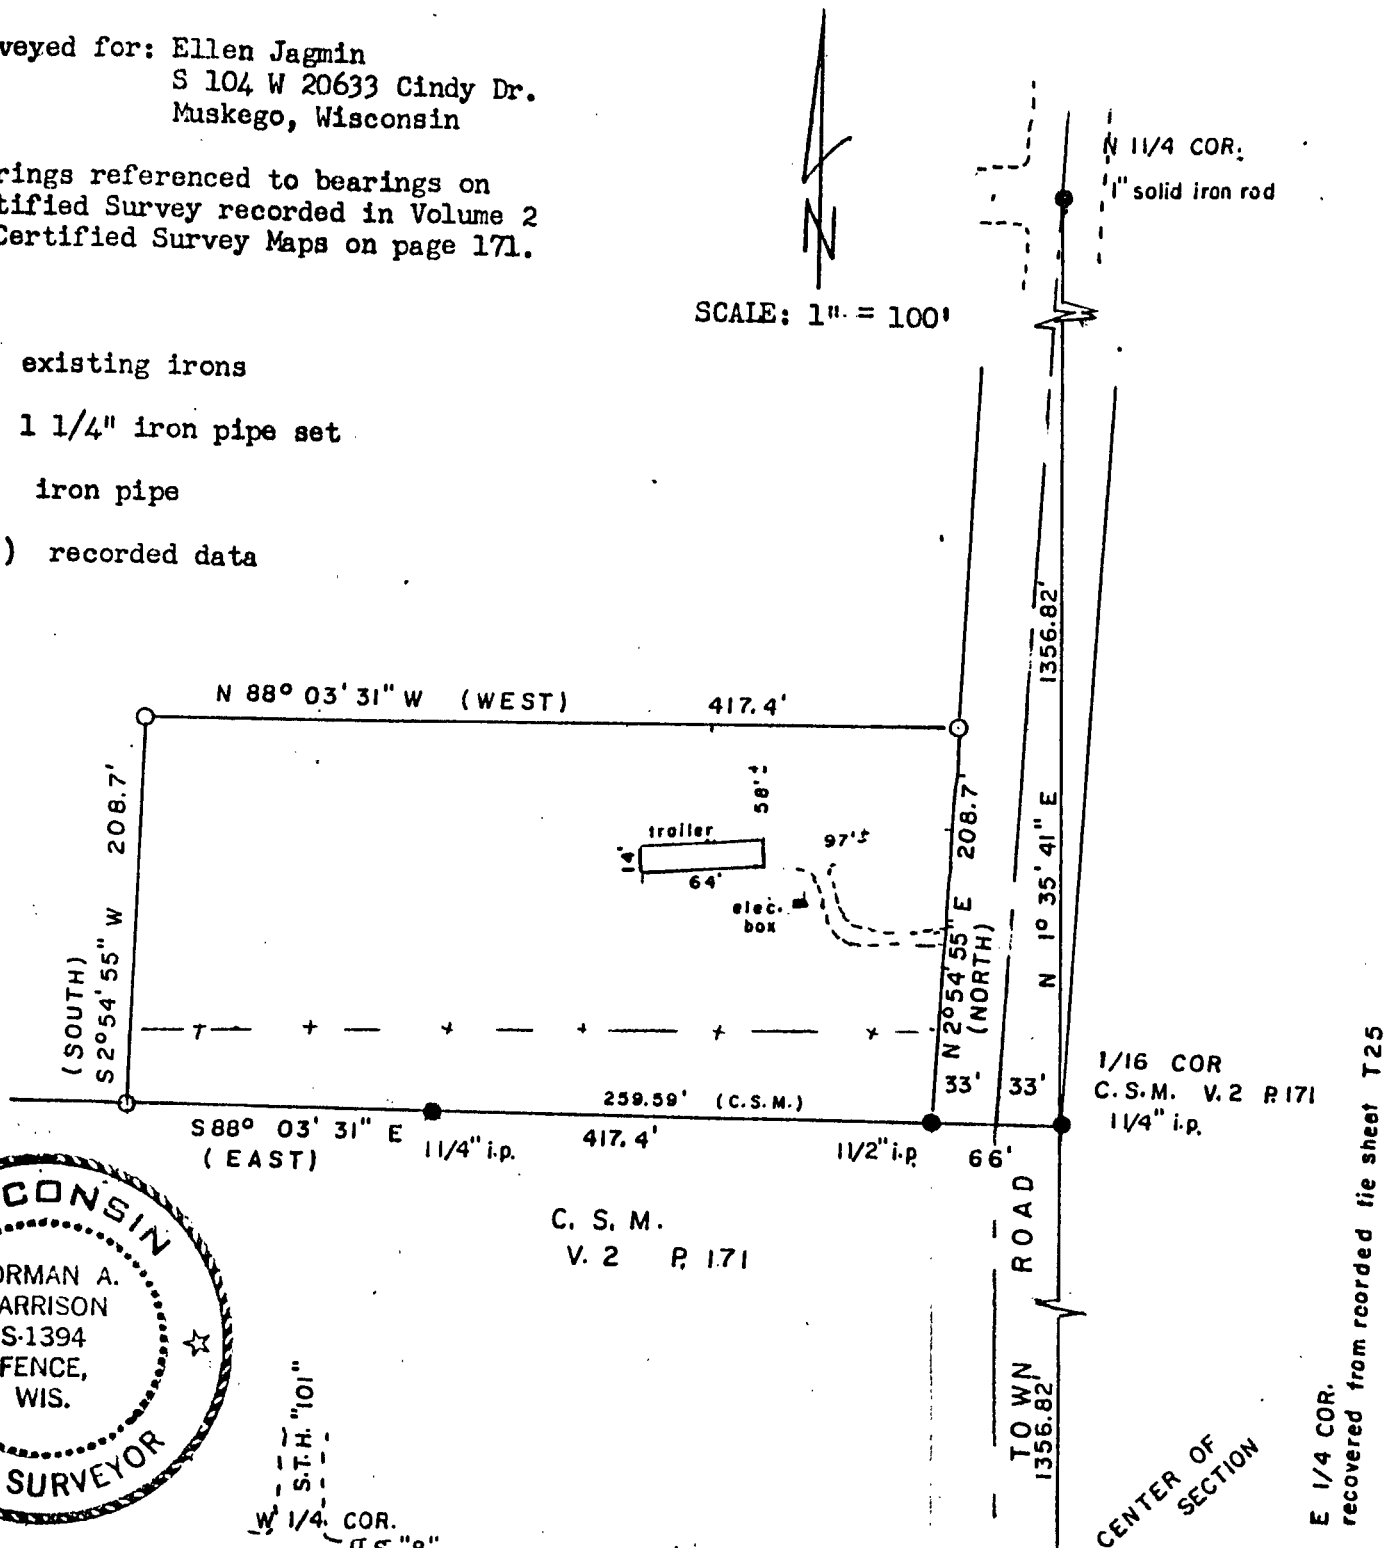 veyed for: Ellen Jagmin
S 104 W 20633 Cindy Dr.
Muskego, Wisconsin
rings referenced to bearings on
tified Survey recorded in Volume 2
Certified Survey Maps on page 171.
N
SCALE: 1" = 100'
N 11/4 COR.
1" solid iron rod
existing irons
1 1/4" iron pipe set
iron pipe
) recorded data
1356.82'
N 88° 03' 31" W (WEST) 417.4'
(SOUTH)
S 2° 54' 55" W 208.7'
trailer
14'
64'
58'±
97'±
elec.
box
N 2° 54' 55" E 208.7'
(NORTH)
N 1° 35' 41" E
33' 33'
1/16 COR
C.S.M. V. 2 P. 171
1 1/4" i.p.
259.59' (C.S.M.)
S 88° 03' 31" E
(EAST)
1 1/4" i.p.
417.4'
1 1/2" i.p.
66'
C. S. M.
V. 2 P. 171
TOWN ROAD
1356.82'
CONSIN
ORMAN A.
ARRISON
S-1394
FENCE,
WIS.
SURVEYOR
S.T.H. "101"
W 1/4 COR.
CENTER OF
SECTION
E 1/4 COR.
recovered from rcorded tie sheet T25